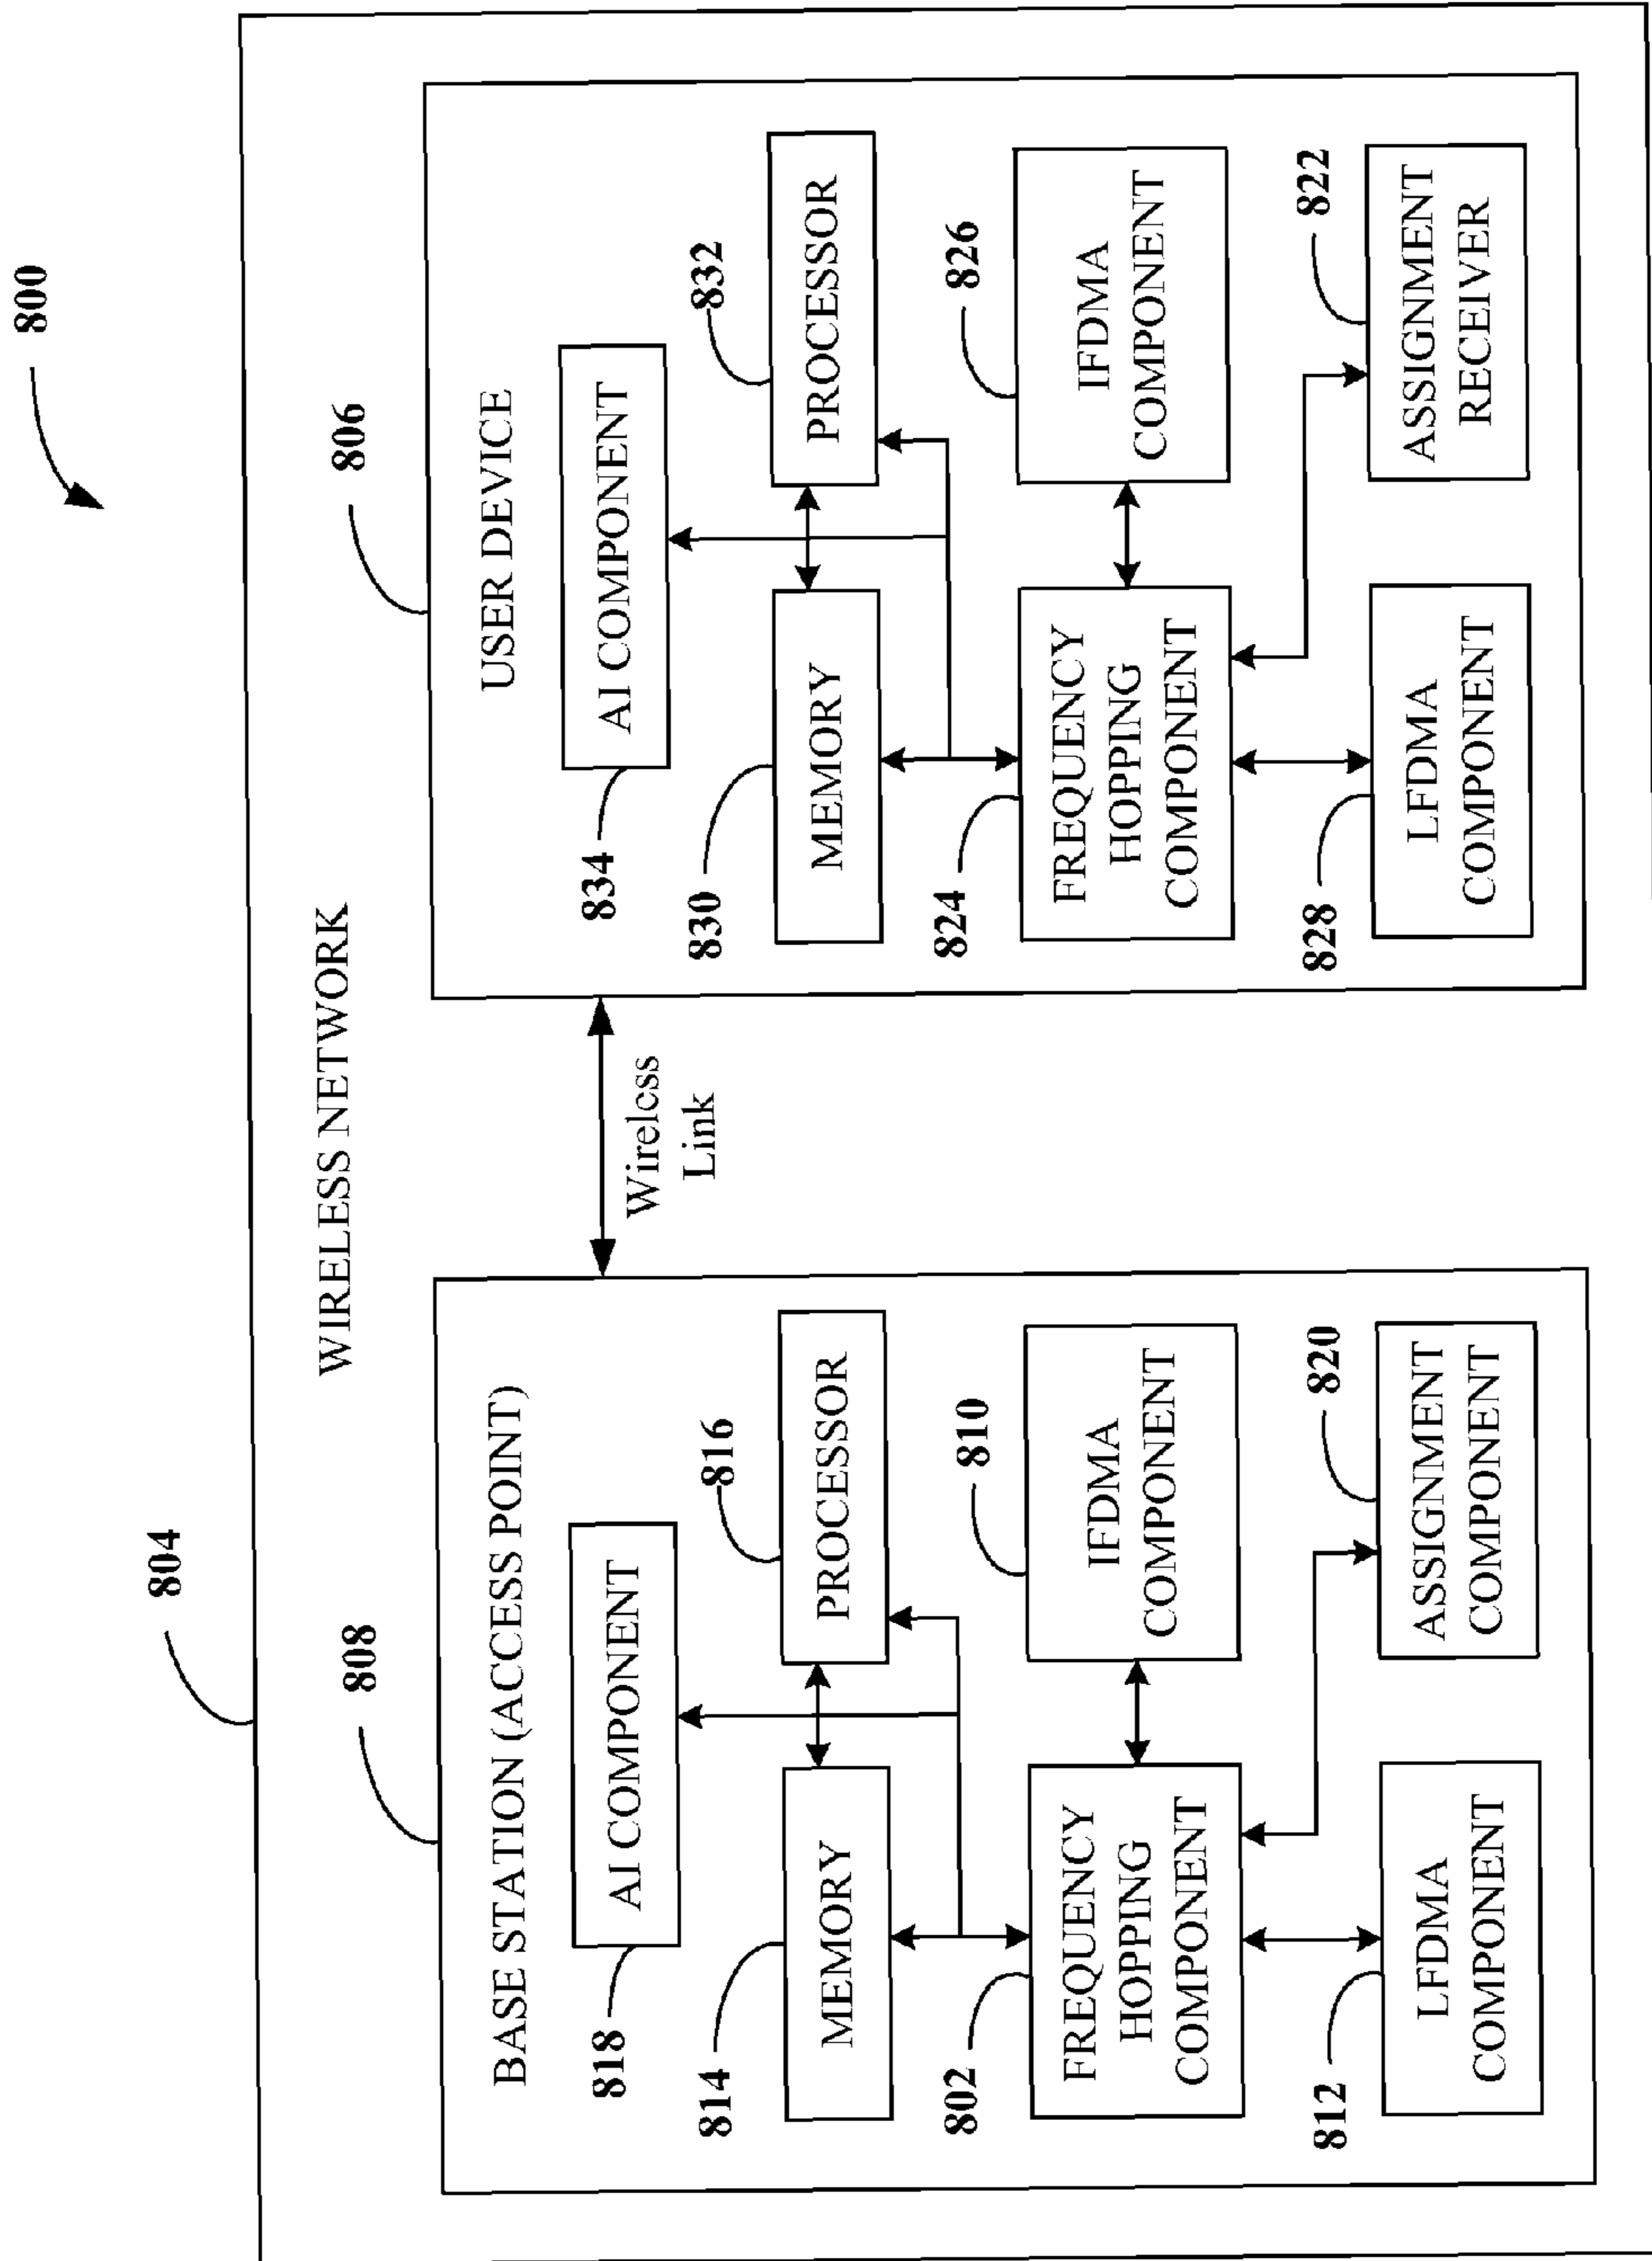 800
804
WIRELESS NETWORK
808
BASE STATION (ACCESS POINT)
818
AI COMPONENT
814
MEMORY
816
PROCESSOR
802
FREQUENCY
HOPPING
COMPONENT
810
IFDMA
COMPONENT
812
LFDMA
COMPONENT
820
ASSIGNMENT
COMPONENT
Wireless
Link
806
USER DEVICE
834
AI COMPONENT
830
MEMORY
832
PROCESSOR
824
FREQUENCY
HOPPING
COMPONENT
826
IFDMA
COMPONENT
828
LFDMA
COMPONENT
822
ASSIGNMENT
RECEIVER